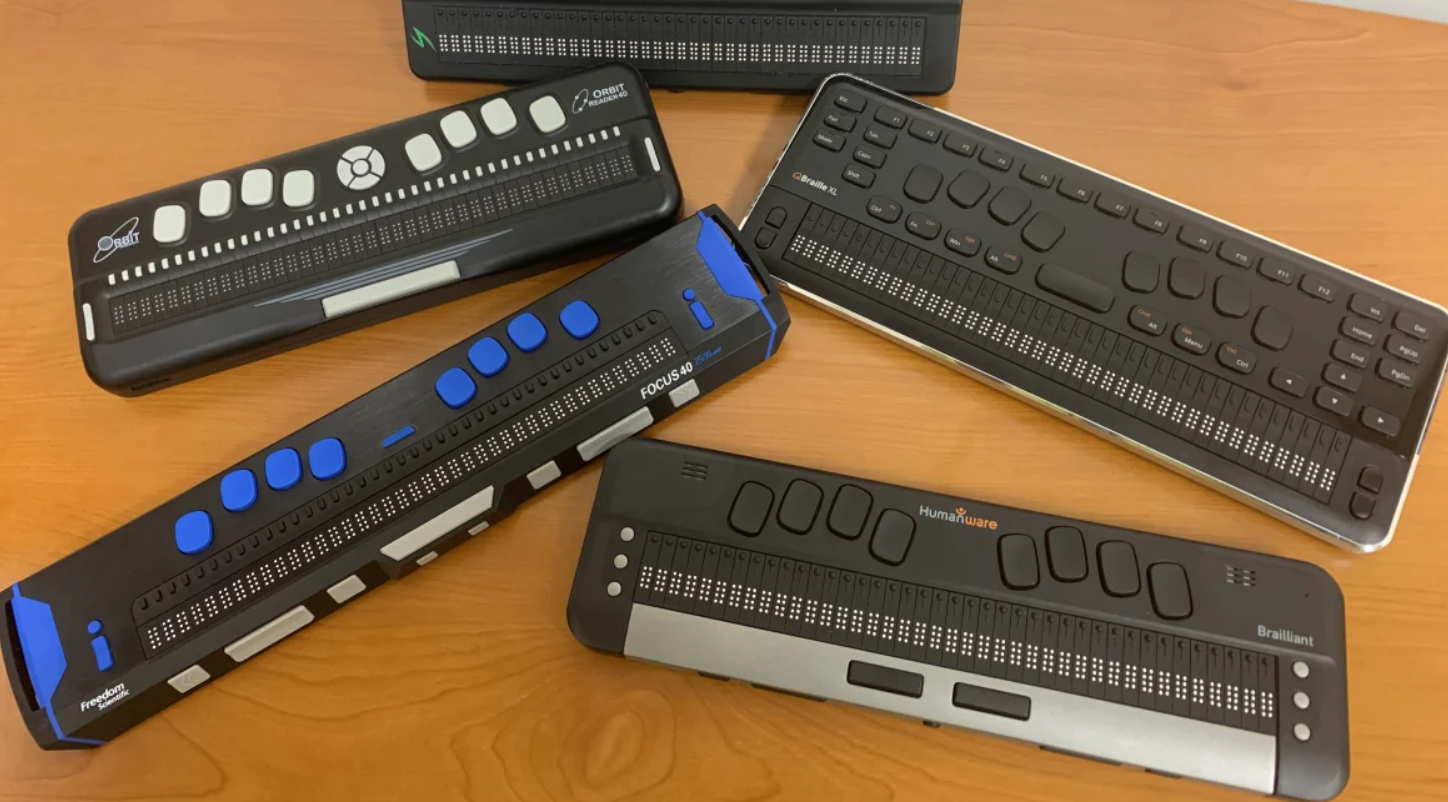 ORBIT
READER 40
ORBIT
Esc
F1
F2
F3
F4
F5
F6
F7
F8
F9
F10
F11
F12
Tab
Caps
Shift
QBraille XL
Ctrl
Fn
Win
Alt
Cmd
Alt
Menu
Ctrl
Ins
Del
Home
PgUp
End
PgDn
FOCUS 40 Blue
Freedom
Scientific
Humanware
Brailliant